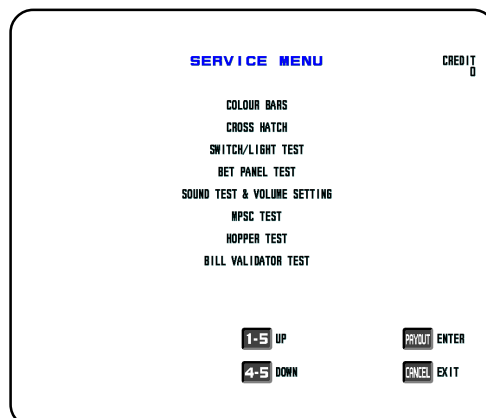 SERVICE MENU
CREDIT
0
COLOUR BARS
CROSS HATCH
SWITCH/LIGHT TEST
BET PANEL TEST
SOUND TEST & VOLUME SETTING
MPSC TEST
HOPPER TEST
BILL VALIDATOR TEST
1-5 UP PAYOUT ENTER
4-5 DOWN CANCEL EXIT